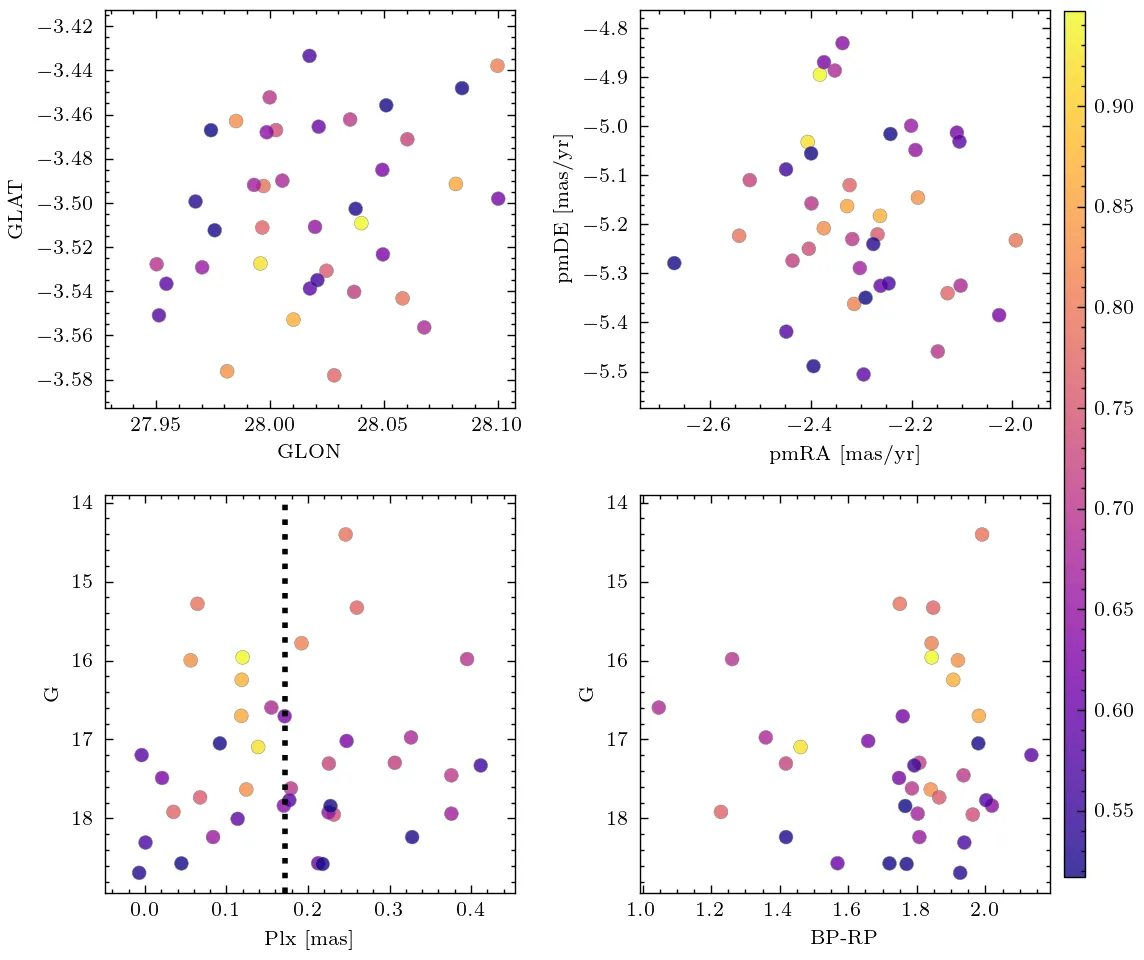 −3.42
−3.44
−3.46
−3.48
−3.50
−3.52
−3.54
−3.56
−3.58
GLAT
27.95 28.00 28.05 28.10
GLON
−4.8
−4.9
−5.0
−5.1
−5.2
−5.3
−5.4
−5.5
pmDE [mas/yr]
−2.6 −2.4 −2.2 −2.0
pmRA [mas/yr]
14
15
16
17
18
G
0.0 0.1 0.2 0.3 0.4
Plx [mas]
14
15
16
17
18
G
1.0 1.2 1.4 1.6 1.8 2.0
BP-RP
0.90
0.85
0.80
0.75
0.70
0.65
0.60
0.55